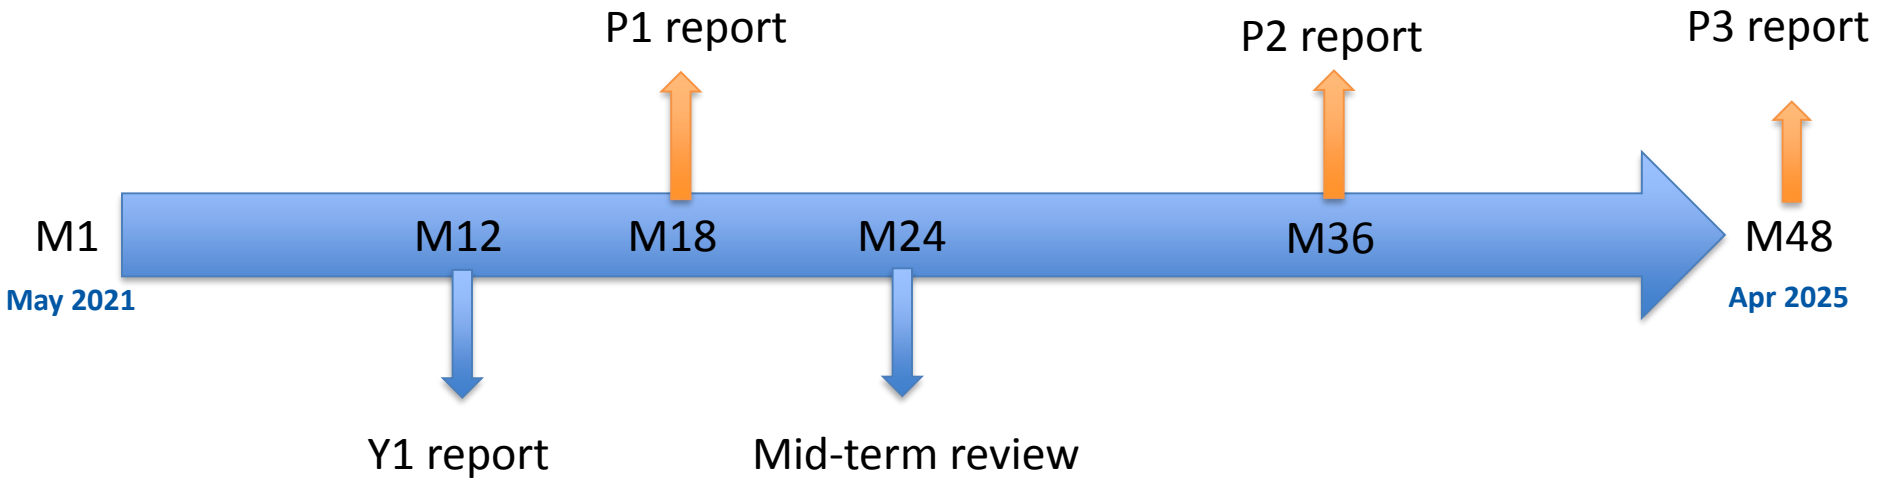 P1 report
P2 report
P3 report
M1
M12
M18
M24
M36
M48
May 2021
Apr 2025
Y1 report
Mid-term review